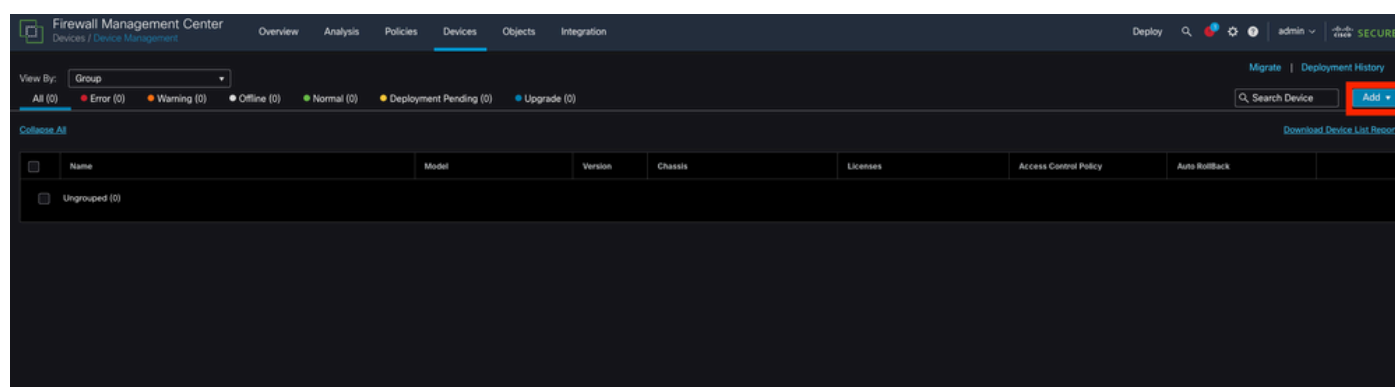 Firewall Management Center
Devices / Device Management
Overview Analysis Policies Devices Objects Integration
Deploy admin CISCO SECURE
Migrate | Deployment History
View By: Group
All (0) Error (0) Warning (0) Offline (0) Normal (0) Deployment Pending (0) Upgrade (0)
Search Device Add
Collapse All
Download Device List Repor
Name Model Version Chassis Licenses Access Control Policy Auto RollBack
Ungrouped (0)